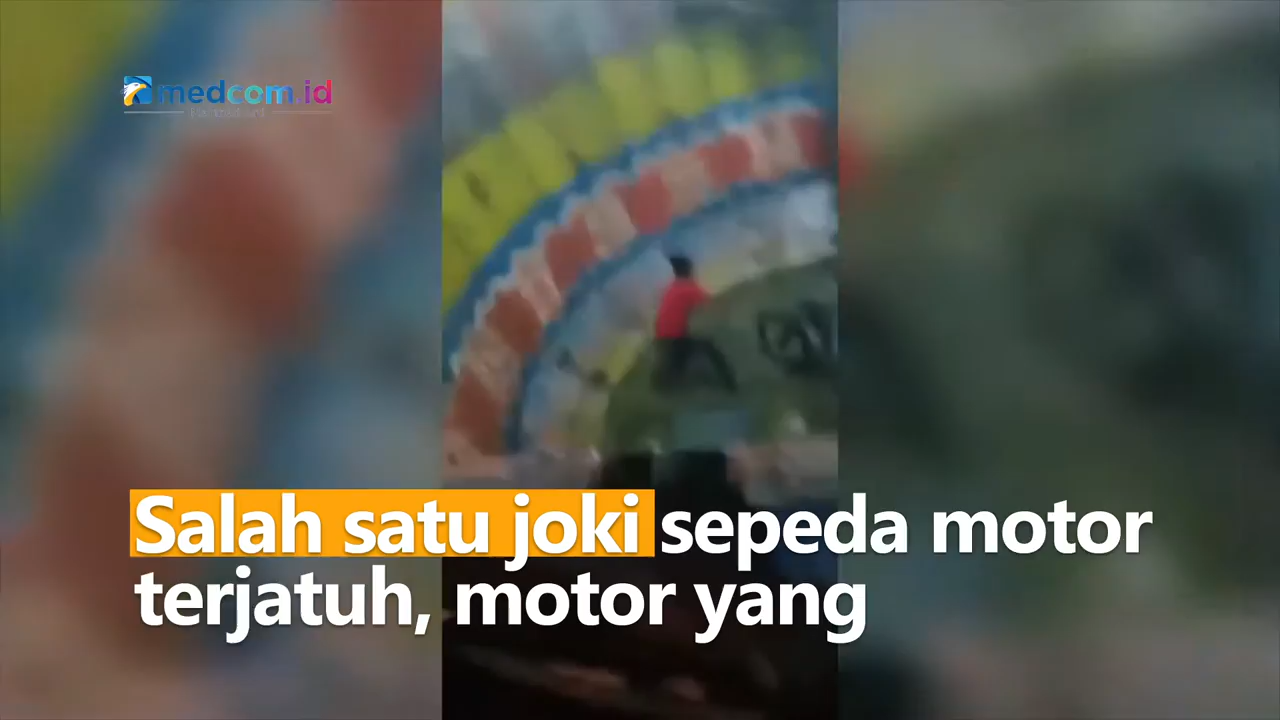 medcom.id
Salah satu joki sepeda motor
terjatuh, motor yang